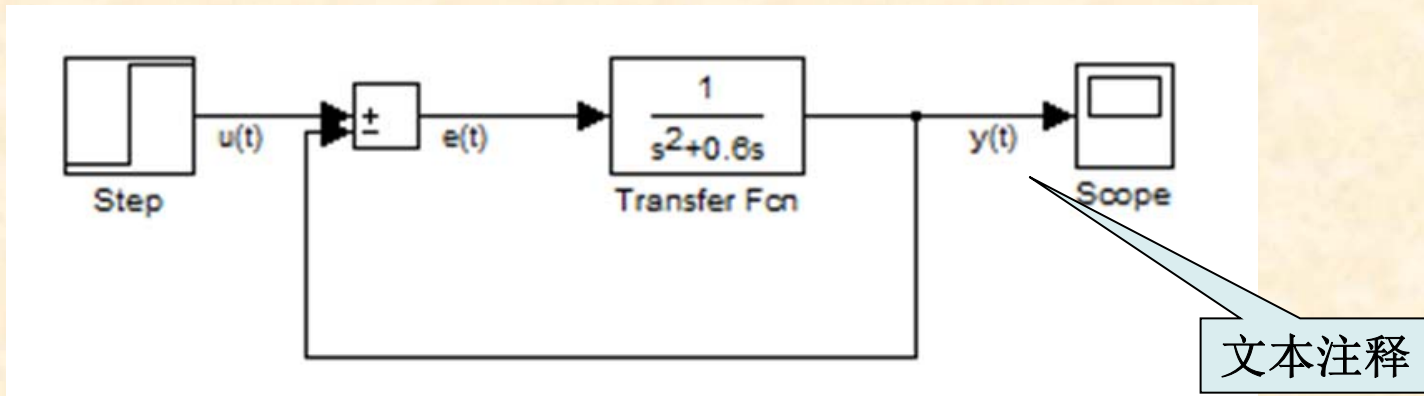 u(t)
+
−
e(t)
1
s²+0.6s
y(t)
Step
Transfer Fcn
Scope
文本注释